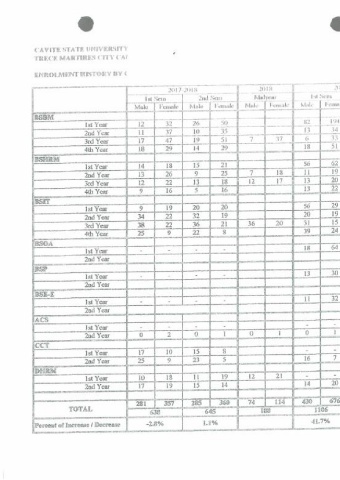 CAVITE STATE UNIVERSITY
TRECE MARTIRES CITY CA
ENROLMENT HISTORY BY
2017-2018 2018
1st Sem 2nd Sem Midyear 1st Sem
Male Female Male Female Male Female Male
BSBM
1st Year 12 32 26 50 82
2nd Year 11 37 10 35 13 34
3rd Year 17 47 19 51 7 37 6 33
4th Year 18 29 14 29 18 51
BSHRM
1st Year 14 18 13 21 56 62
2nd Year 13 26 9 25 7 18 11 19
3rd Year 12 22 13 18 12 17 13 20
4th Year 9 16 5 16 13 22
BSIT
1st Year 9 19 20 20 56 29
2nd Year 34 22 32 19 20 19
3rd Year 38 22 36 21 36 20 31 15
4th Year 25 9 22 8 39 24
1st Year - - - - 18 64
2nd Year
BSP
1st Year - - - - 13 30
2nd Year
BSE-E
1st Year - - - - 11 32
2nd Year
ACS
1st Year - - - - - -
2nd Year 0 2 0 1 0 1 0 1
CCT
1st Year 17 10 15 8 - -
2nd Year 25 9 23 5 16 7
DHRM
1st Year 10 18 11 19 12 21 - -
2nd Year 17 19 15 14 14 20
281 357 285 360 74 114 430 676
TOTAL 638 645 188 1106
Percent of Increase / Decrease -2.8% 1.1% 41.7%